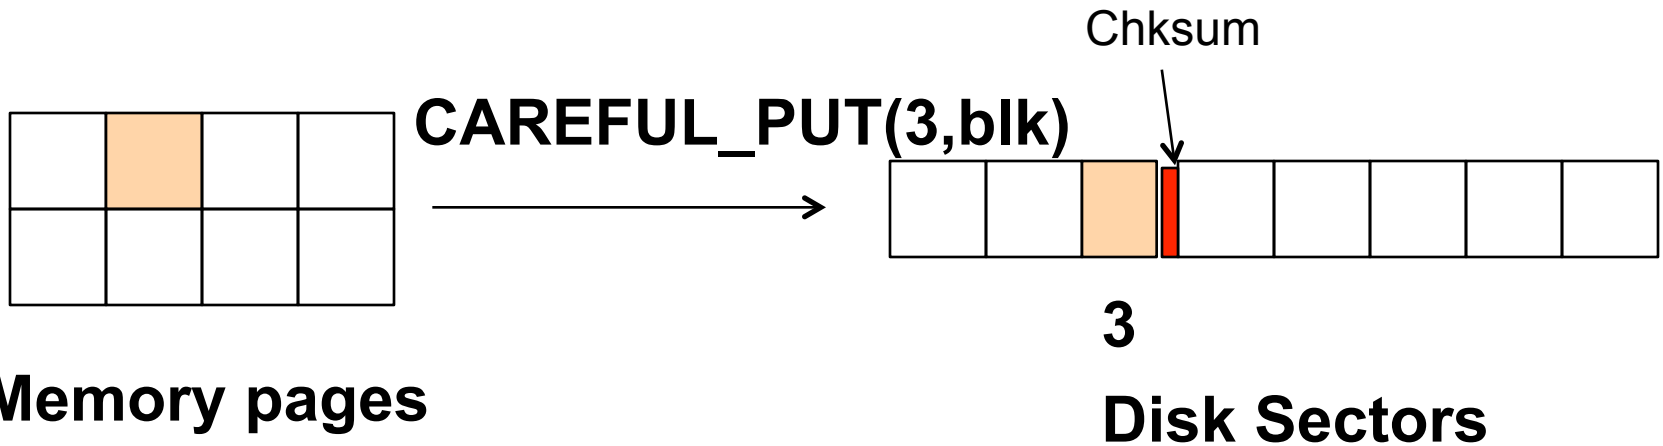 Chksum
CAREFUL_PUT(3,blk)
3
Memory pages
Disk Sectors